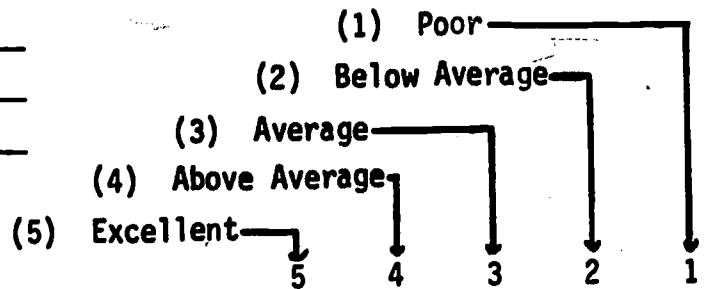 (1) Poor
(2) Below Average
(3) Average
(4) Above Average
(5) Excellent
5 4 3 2 1